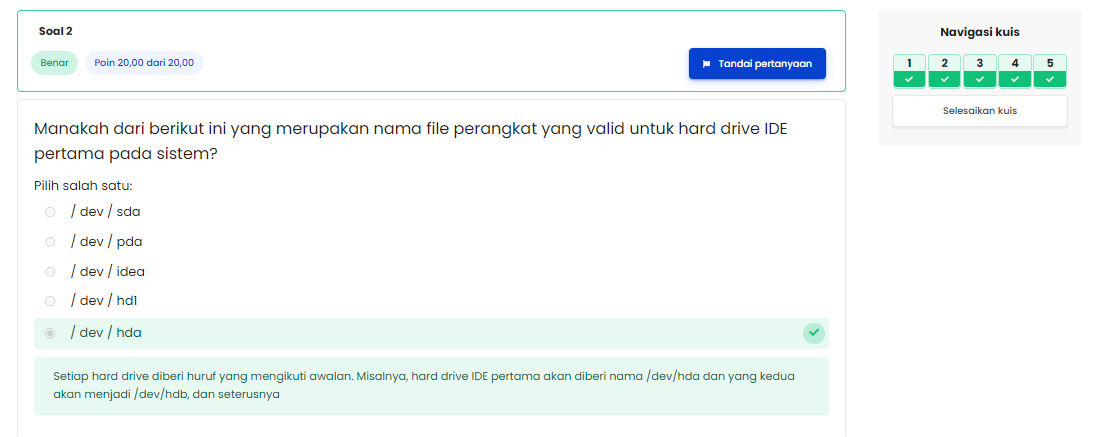 Soal 2
Benar
Poin 20,00 dari 20,00
Tandai pertanyaan
Manakah dari berikut ini yang merupakan nama file perangkat yang valid untuk hard drive IDE
pertama pada sistem?
Pilih salah satu:
/ dev / sda
/ dev / pda
/ dev / idea
/ dev / hd1
/ dev / hda
Setiap hard drive diberi huruf yang mengikuti awalan. Misalnya, hard drive IDE pertama akan diberi nama /dev/hda dan yang kedua
akan menjadi /dev/hdb, dan seterusnya
Navigasi kuis
1 2 3 4 5
Selesaikan kuis